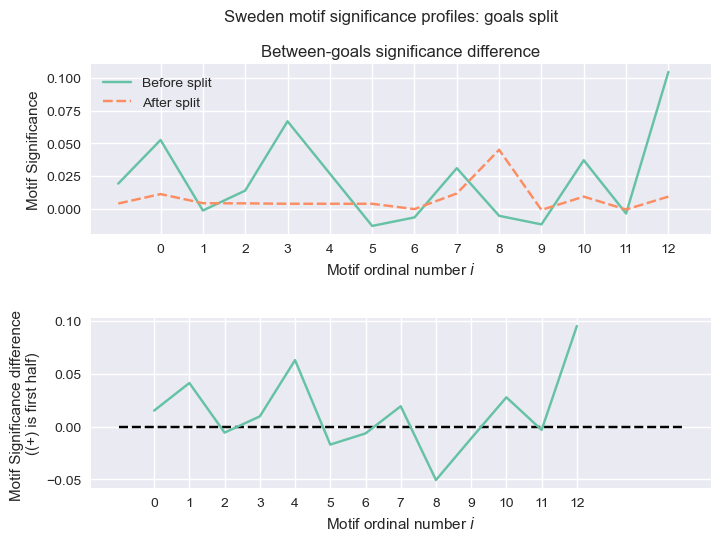 Sweden motif significance profiles: goals split
Between-goals significance difference
Motif Significance
0.100
0.075
0.050
0.025
0.000
Before split
After split
0 1 2 3 4 5 6 7 8 9 10 11 12
Motif ordinal number i
Motif Significance difference
((+) is first half)
0.10
0.05
0.00
−0.05
0 1 2 3 4 5 6 7 8 9 10 11 12
Motif ordinal number i